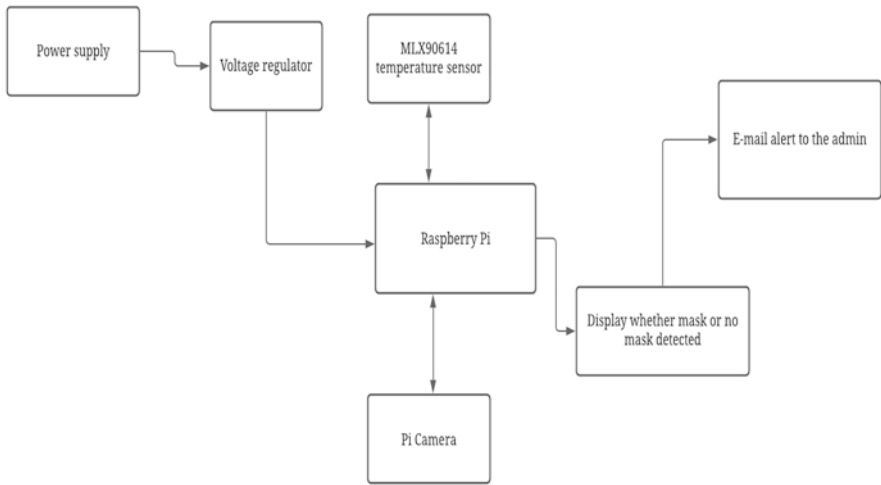 Power supply
Voltage regulator
MLX90614
temperature sensor
E-mail alert to the admin
Raspberry Pi
Display whether mask or no
mask detected
Pi Camera